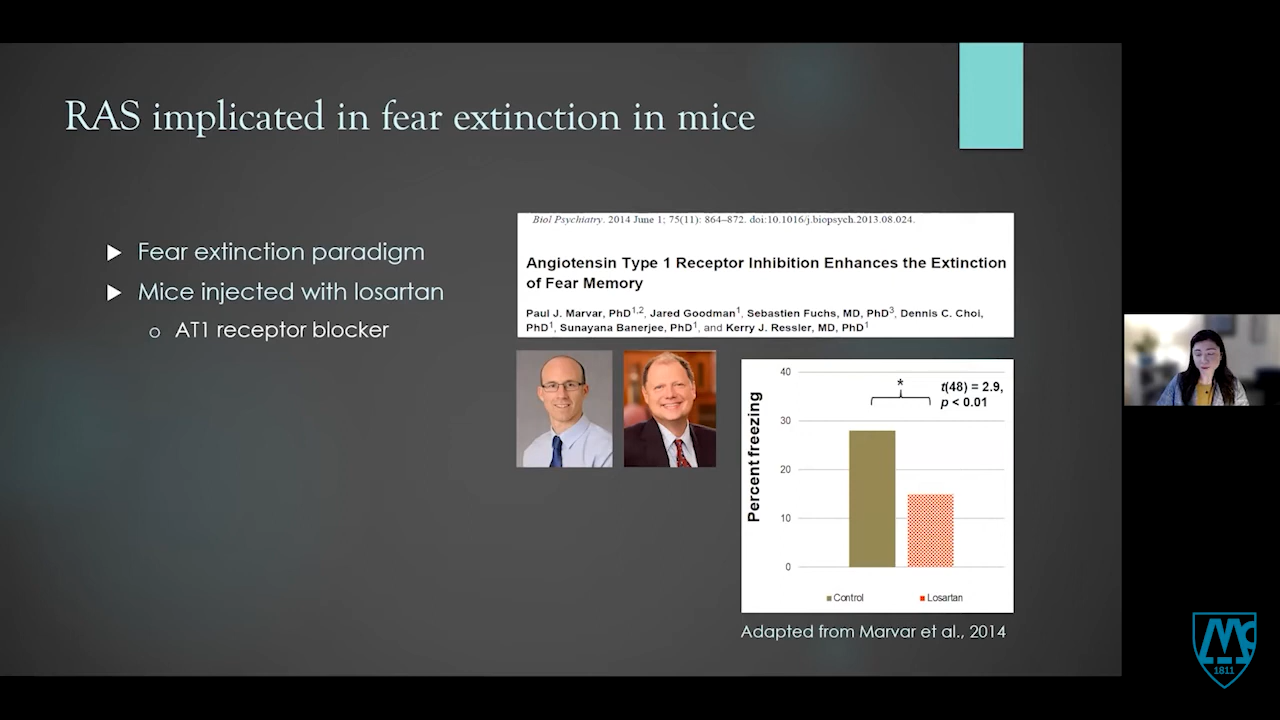 RAS implicated in fear extinction in mice
Fear extinction paradigm
Mice injected with losartan
AT1 receptor blocker
Biol Psychiatry. 2014 June 1; 75(11): 864–872. doi:10.1016/j.biopsych.2013.08.024.
Angiotensin Type 1 Receptor Inhibition Enhances the Extinction
of Fear Memory
Paul J. Marvar, PhD1,2, Jared Goodman1, Sebastien Fuchs, MD, PhD3, Dennis C. Choi,
PhD1, Sunayana Banerjee, PhD1, and Kerry J. Ressler, MD, PhD1
Percent freezing
40
30
20
10
0
*
t(48) = 2.9,
p < 0.01
Control Losartan
Adapted from Marvar et al., 2014
Mc
1811